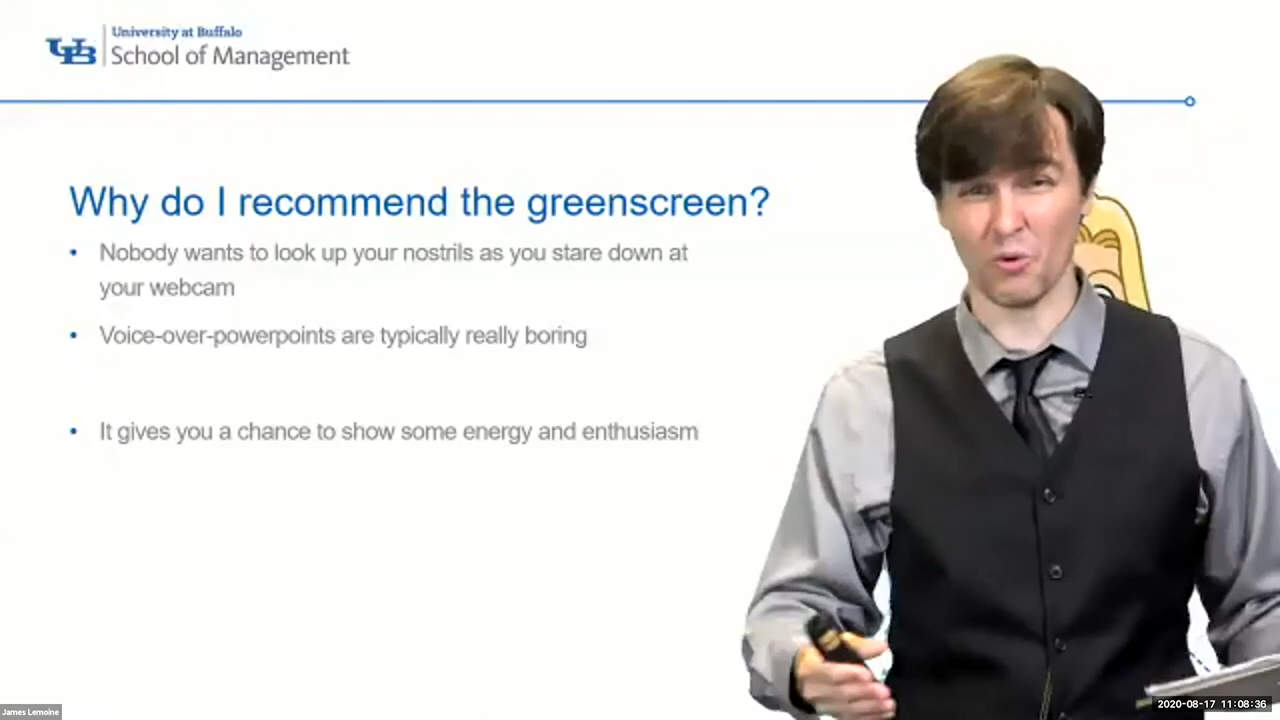 University at Buffalo
UB
School of Management
Why do I recommend the greenscreen?
• Nobody wants to look up your nostrils as you stare down at
your webcam
• Voice-over-powerpoints are typically really boring
• It gives you a chance to show some energy and enthusiasm
James Lemoine
2020-08-17 11:08:36